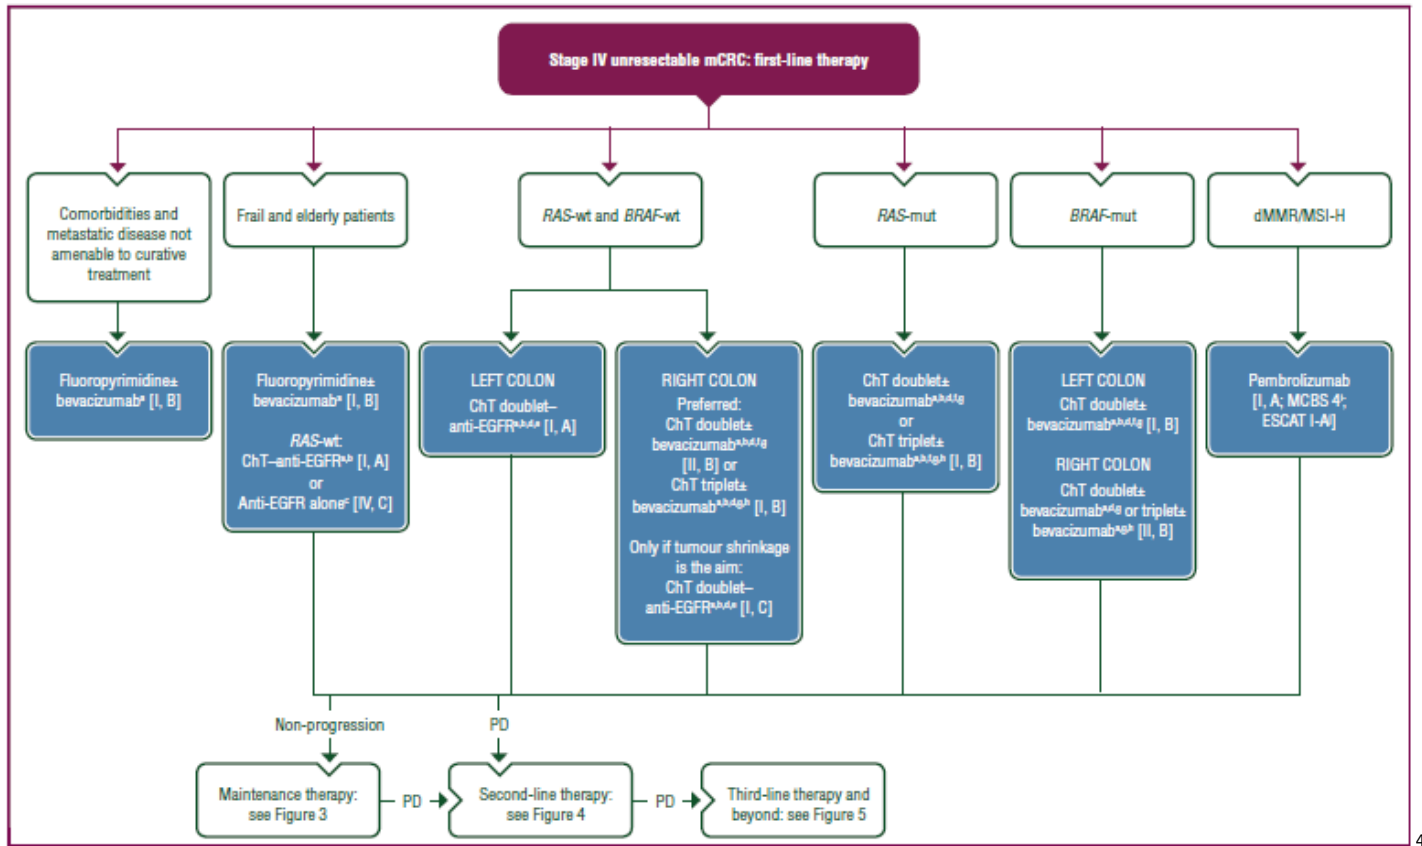 Stage IV unresectable mCRC: first-line therapy
Comorbidities and
metastatic disease not
amenable to curative
treatment
Frail and elderly patients
RAS-wt and BRAF-wt
RAS-mut
BRAF-mut
dMMR/MSI-H
Fluoropyrimidine±
bevacizumabᵃ [I, B]
Fluoropyrimidine±
bevacizumabᵃ [I, B]
RAS-wt:
ChT–anti-EGFRᵃ,ᵇ [I, A]
or
Anti-EGFR aloneᶜ [IV, C]
LEFT COLON
ChT doublet–
anti-EGFRᵃ,ᵇ,ᵈ,ᵉ [I, A]
RIGHT COLON
Preferred:
ChT doublet±
bevacizumabᵃ,ᵇ,ᵈ,ᶠ,ᵍ
[II, B] or
ChT triplet±
bevacizumabᵃ,ᵇ,ᵈ,ᵍ,ʰ [I, B]
Only if tumour shrinkage
is the aim:
ChT doublet–
anti-EGFRᵃ,ᵇ,ᵈ,ᵉ [I, C]
ChT doublet±
bevacizumabᵃ,ᵇ,ᵈ,ᶠ,ᵍ
or
ChT triplet±
bevacizumabᵃ,ᵇ,ᶠ,ᵍ,ʰ [I, B]
LEFT COLON
ChT doublet±
bevacizumabᵃ,ᵇ,ᵈ,ᶠ,ᵍ [I, B]
RIGHT COLON
ChT doublet±
bevacizumabᵃ,ᵈ,ᵍ or triplet±
bevacizumabᵃ,ᵍ,ʰ [II, B]
Pembrolizumab
[I, A; MCBS 4ⁱ;
ESCAT I-Aʲ]
Non-progression
PD
Maintenance therapy:
see Figure 3
PD
Second-line therapy:
see Figure 4
PD
Third-line therapy and
beyond: see Figure 5
4